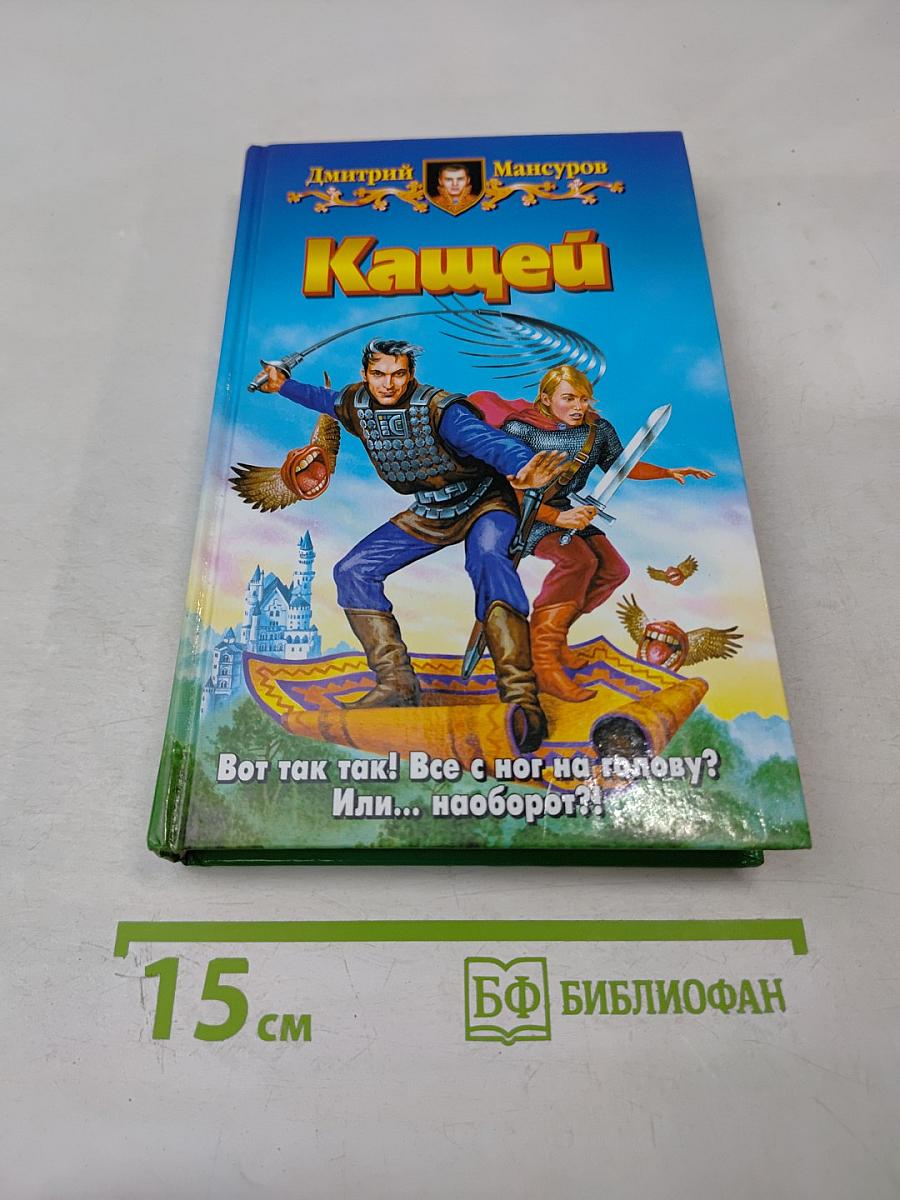 Дмитрий Мансуров
Кащей
Вот так так! Все с ног на голову?
Или... наоборот?!
15 см
БФ БИБЛИОФАН